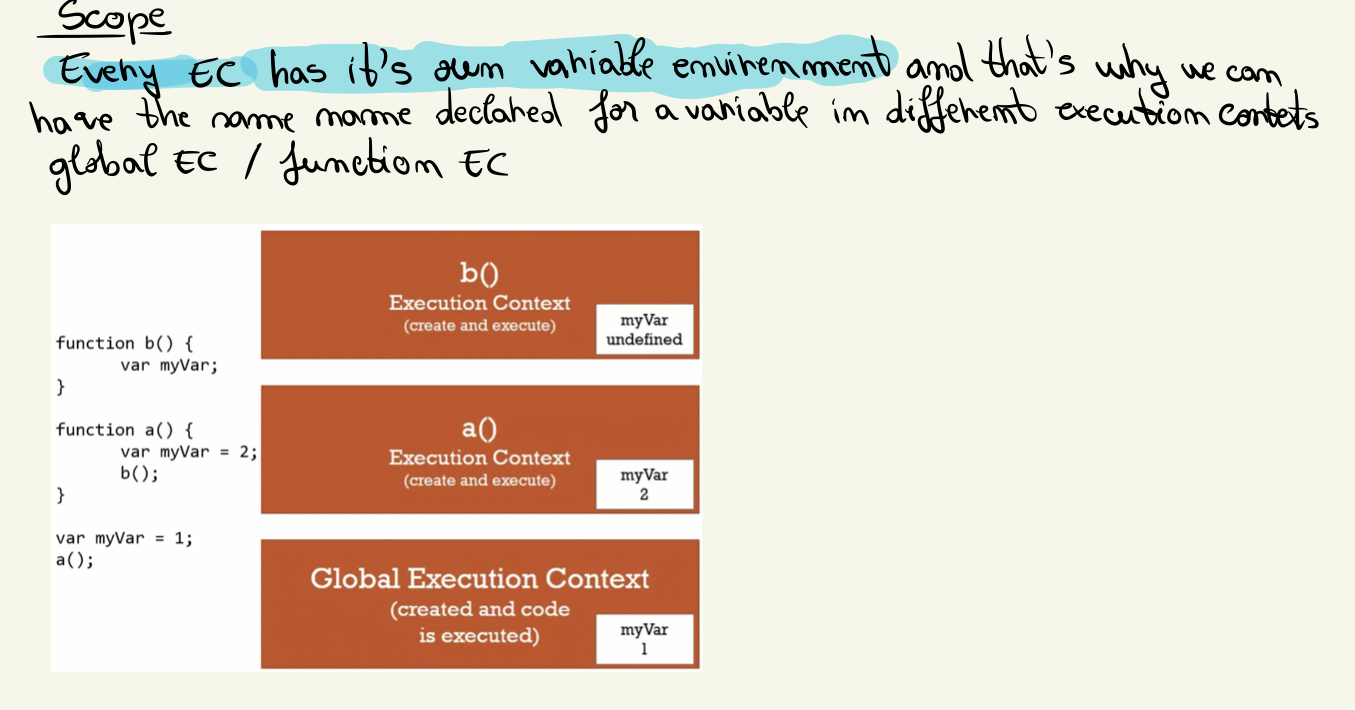 Scope
Every EC has it's own variable environment and that's why we can
have the same name declared for a variable in different execution contets
global EC / function EC
function b() {
var myVar;
}
function a() {
var myVar = 2;
b();
}
var myVar = 1;
a();
b()
Execution Context
(create and execute)
myVar
undefined
a()
Execution Context
(create and execute)
myVar
2
Global Execution Context
(created and code
is executed)
myVar
1